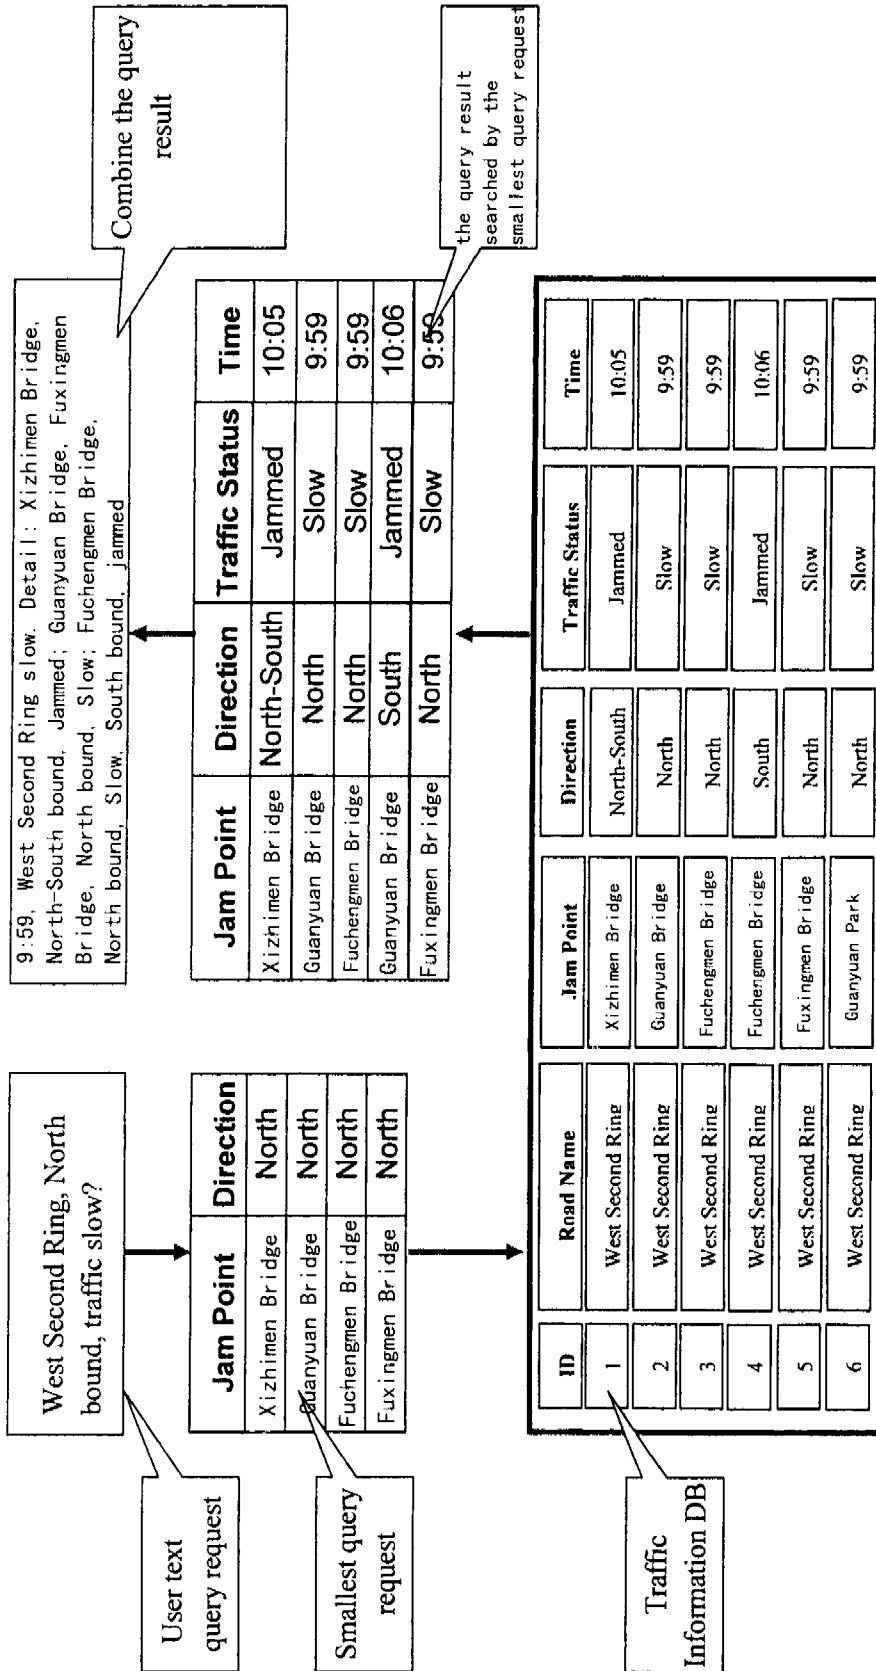 User text
query request
West Second Ring, North
bound, traffic slow?
Smallest query
request
Jam Point Direction
Xizhimen Bridge North
Guanyuan Bridge North
Fuchengmen Bridge North
Fuxingmen Bridge North
9:59, West Second Ring slow. Detail: Xizhimen Bridge,
North-South bound, Jammed; Guanyuan Bridge, Fuxingmen
Bridge, North bound, Slow; Fuchengmen Bridge,
North bound, Slow, South bound, jammed
Combine the query
result
Jam Point Direction Traffic Status Time
Xizhimen Bridge North-South Jammed 10:05
Guanyuan Bridge North Slow 9:59
Fuchengmen Bridge North Slow 9:59
Guanyuan Bridge South Jammed 10:06
Fuxingmen Bridge North Slow 9:59
the query result
searched by the
smallest query request
Traffic
Information DB
ID Road Name Jam Point Direction Traffic Status Time
1 West Second Ring Xizhimen Bridge North-South Jammed 10:05
2 West Second Ring Guanyuan Bridge North Slow 9:59
3 West Second Ring Fuchengmen Bridge North Slow 9:59
4 West Second Ring Fuchengmen Bridge South Jammed 10:06
5 West Second Ring Fuxingmen Bridge North Slow 9:59
6 West Second Ring Guanyuan Park North Slow 9:59